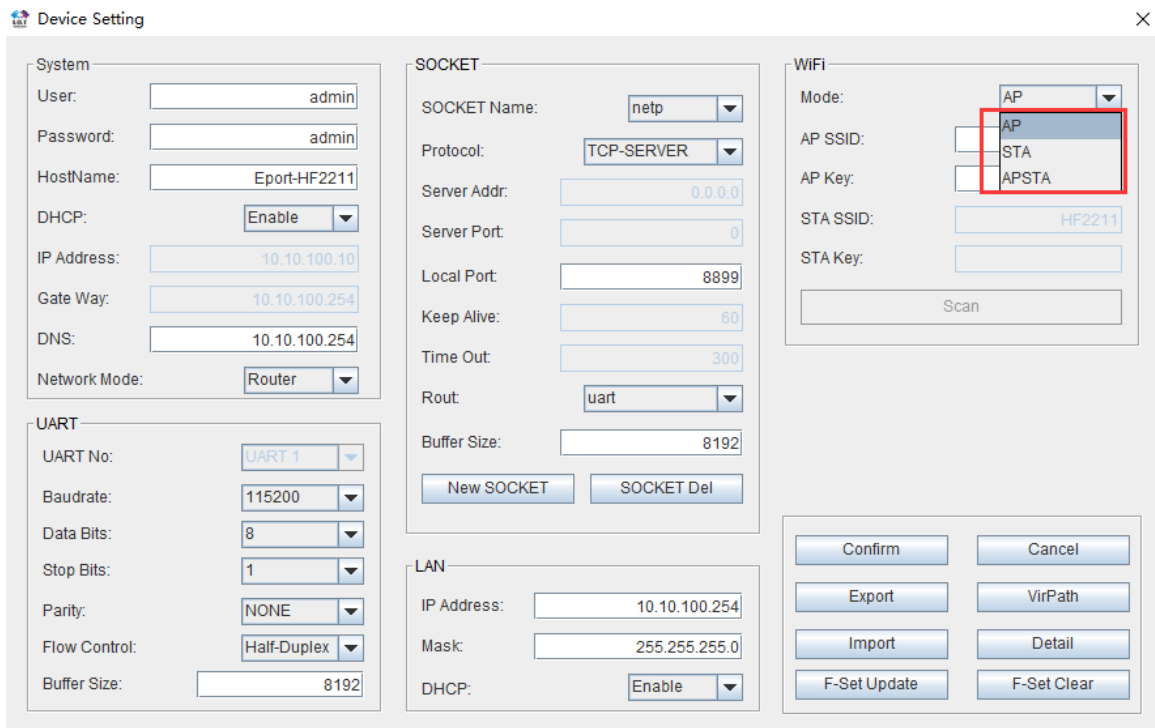 Device Setting
System
User: admin
Password: admin
HostName: Eport-HF2211
DHCP: Enable
IP Address: 10.10.100.10
Gate Way: 10.10.100.254
DNS: 10.10.100.254
Network Mode: Router
UART
UART No: UART 1
Baudrate: 115200
Data Bits: 8
Stop Bits: 1
Parity: NONE
Flow Control: Half-Duplex
Buffer Size: 8192
SOCKET
SOCKET Name: netp
Protocol: TCP-SERVER
Server Addr: 0.0.0.0
Server Port: 0
Local Port: 8899
Keep Alive: 60
Time Out: 300
Rout: uart
Buffer Size: 8192
New SOCKET SOCKET Del
LAN
IP Address: 10.10.100.254
Mask: 255.255.255.0
DHCP: Enable
WiFi
Mode: AP
AP
STA
APSTA
AP SSID:
AP Key:
STA SSID: HF2211
STA Key:
Scan
Confirm Cancel
Export VirPath
Import Detail
F-Set Update F-Set Clear